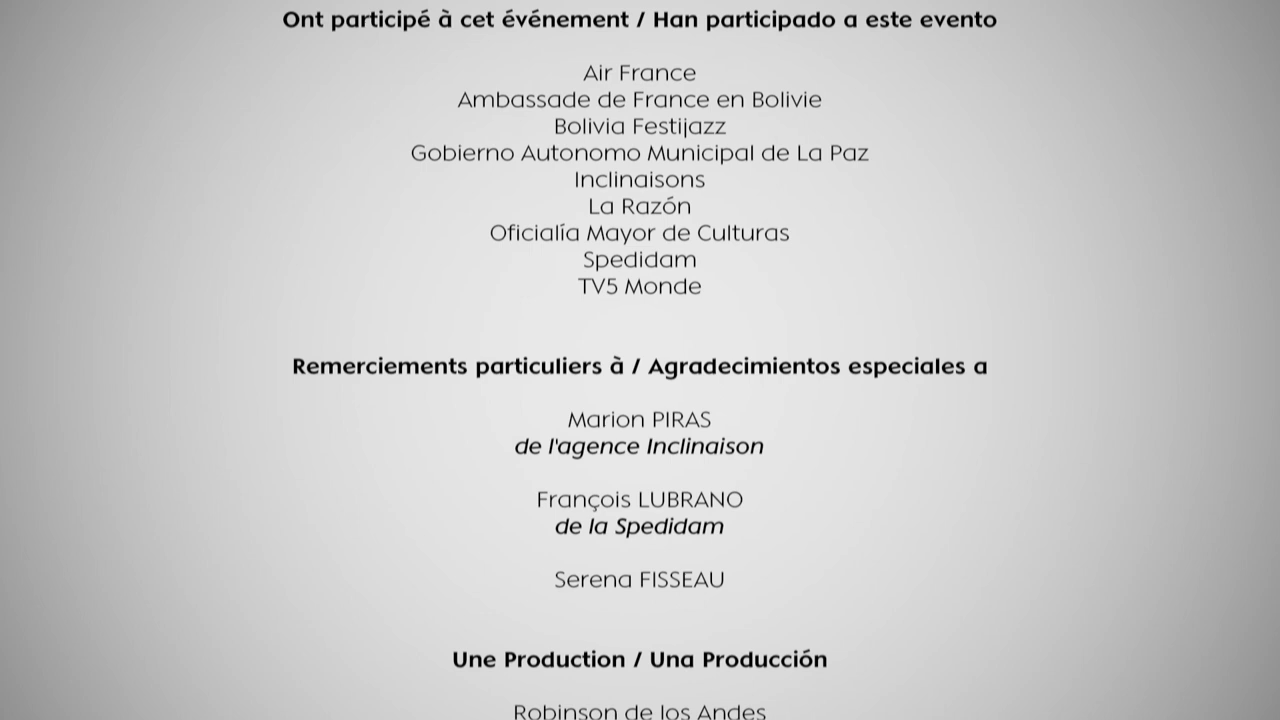 Ont participé à cet événement / Han participado a este evento
Air France
Ambassade de France en Bolivie
Bolivia Festijazz
Gobierno Autonomo Municipal de La Paz
Inclinaisons
La Razón
Oficialía Mayor de Culturas
Spedidam
TV5 Monde
Remerciements particuliers à / Agradecimientos especiales a
Marion PIRAS
de l'agence Inclinaison
François LUBRANO
de la Spedidam
Serena FISSEAU
Une Production / Una Producción
Robinson de los Andes